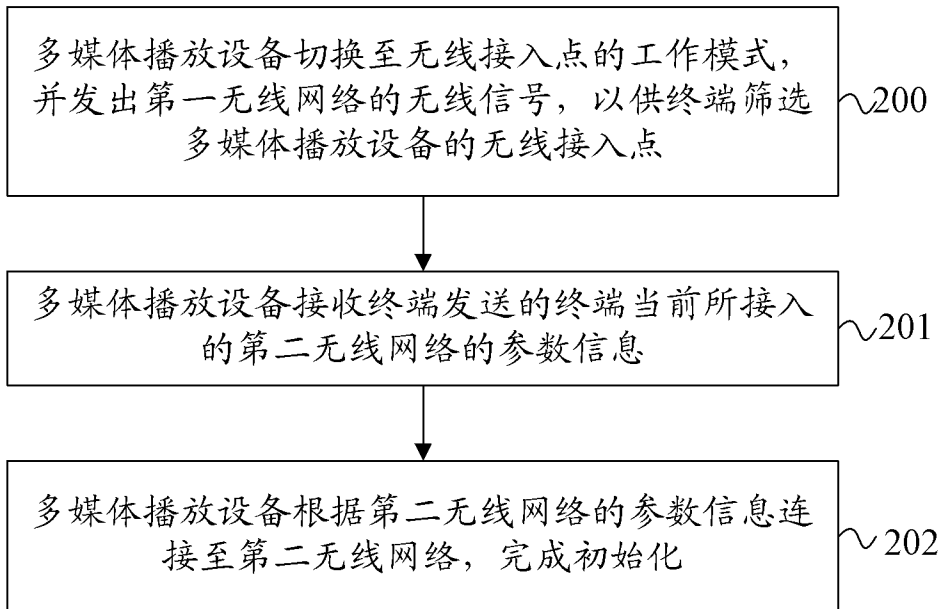 多媒体播放设备切换至无线接入点的工作模式，
并发出第一无线网络的无线信号，以供终端筛选
多媒体播放设备的无线接入点
200
多媒体播放设备接收终端发送的终端当前所接入
的第二无线网络的参数信息
201
多媒体播放设备根据第二无线网络的参数信息连
接至第二无线网络，完成初始化
202